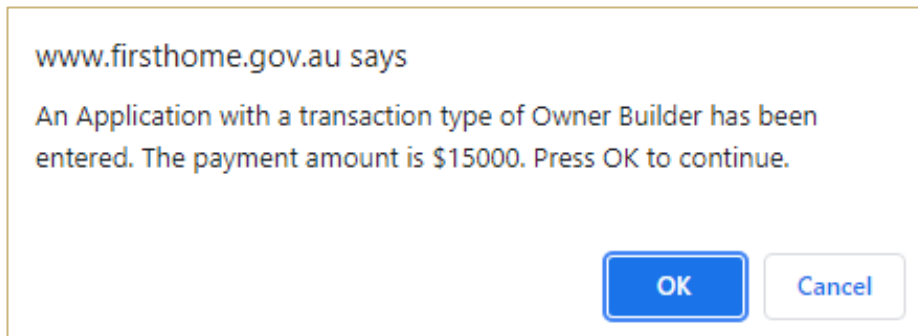 www.firsthome.gov.au says
An Application with a transaction type of Owner Builder has been
entered. The payment amount is $15000. Press OK to continue.
OK
Cancel